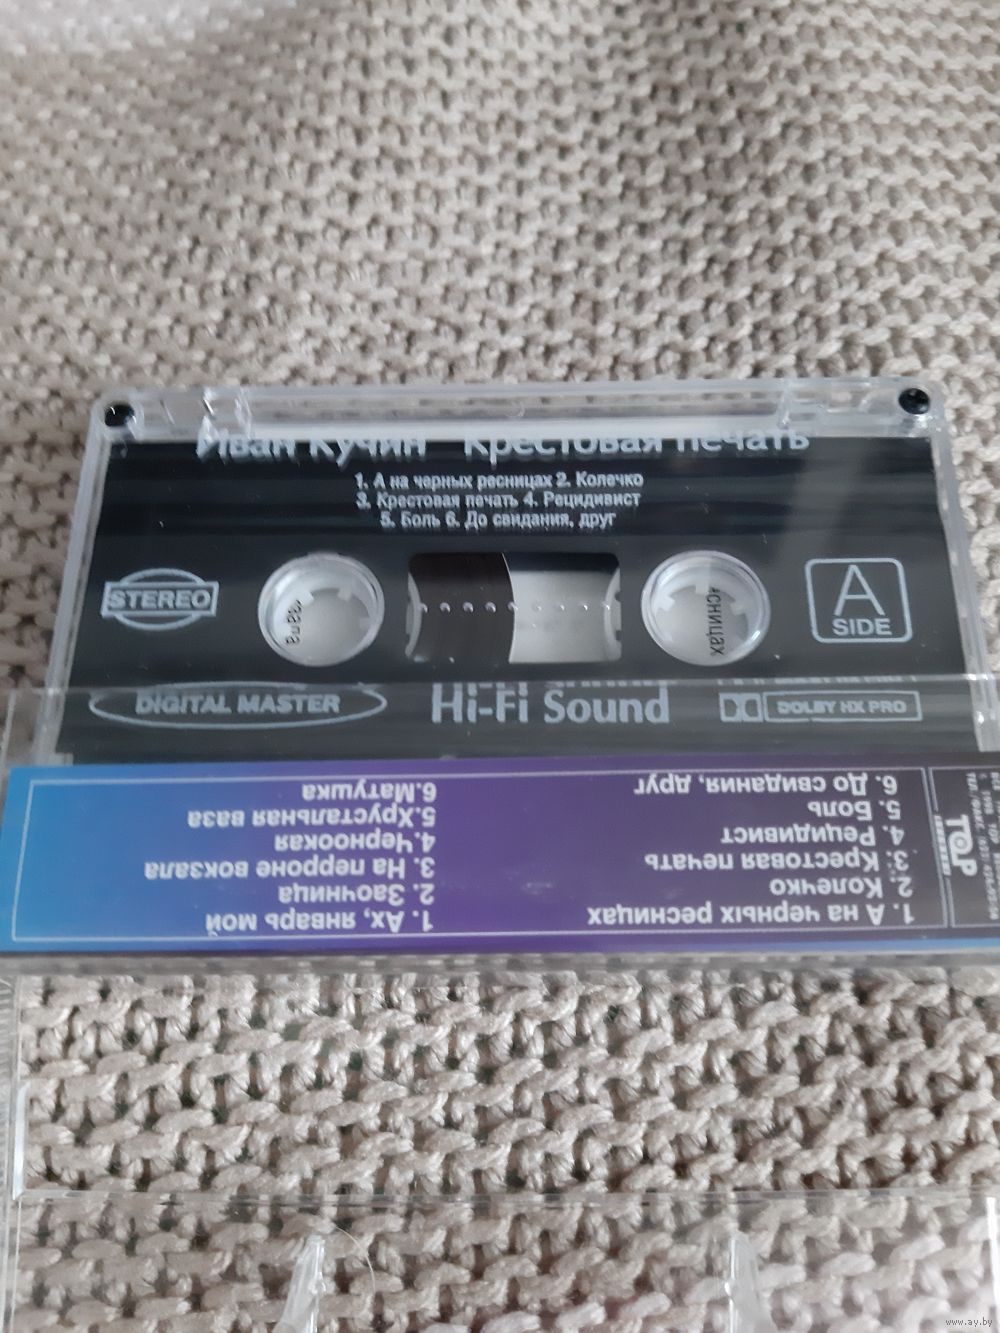 Иван Кучин Крестовая печать
1. А на черных ресницах 2. Колечко
3. Крестовая печать 4. Рецидивист
5. Боль 6. До свидания, друг
STEREO
A
SIDE
DIGITAL MASTER
Hi-Fi Sound
DOLBY HX PRO
1. А на черных ресницах
2. Колечко
3. Крестовая печать
4. Рецидивист
5. Боль
6. До свидания, друг
1. Ах, январь мой
2. Заочница
3. На перроне вокзала
4.Черноокая
5.Хрустальная ваза
6.Матушка
www.ay.by